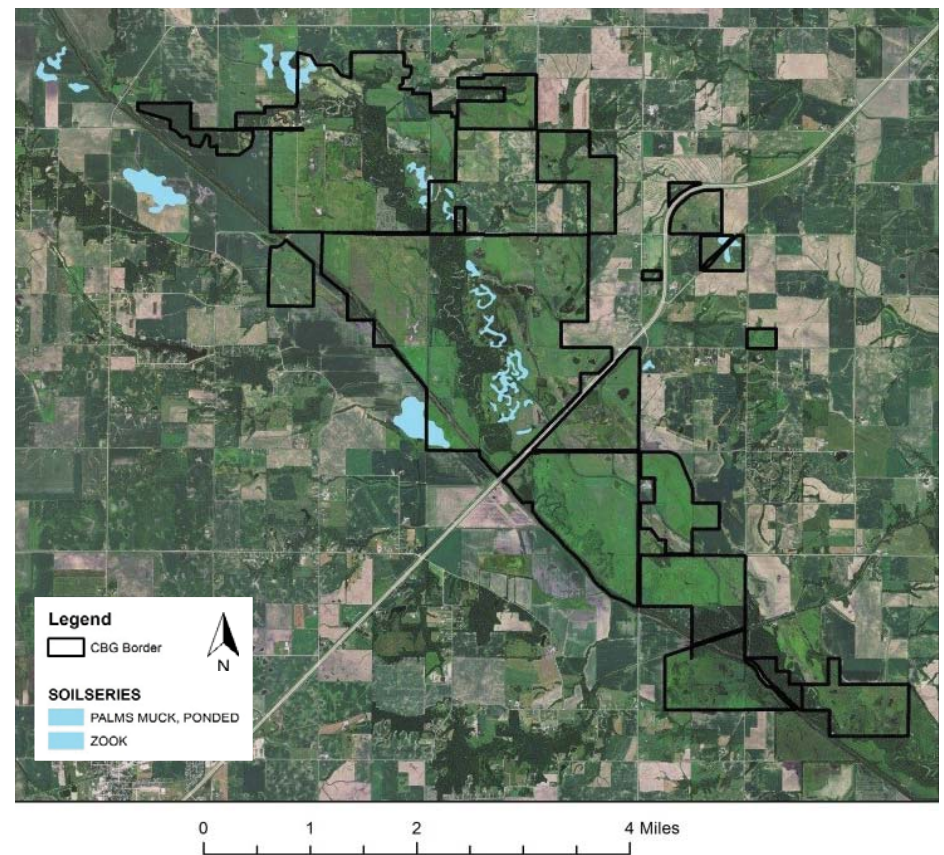 Legend
CBG Border
N
SOILSERIES
PALMS MUCK, PONDED
ZOOK
0 1 2 4 Miles